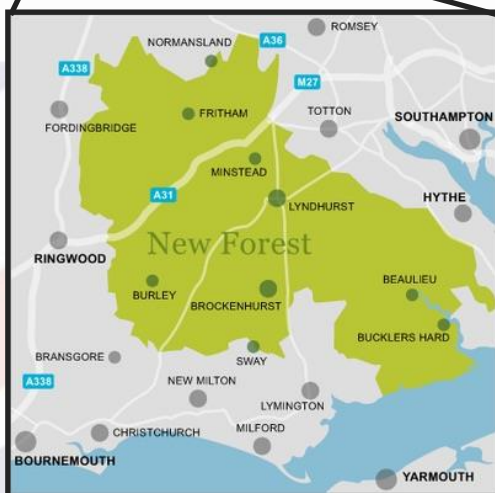 ROMSEY
NORMANSLAND
A36
A338
M27
FORDINGBRIDGE
FRITHAM
TOTTON
SOUTHAMPTON
MINSTEAD
A31
LYNDHURST
HYTHE
RINGWOOD
New Forest
BURLEY
BEAULIEU
BROCKENHURST
BUCKLERS HARD
BRANSGORE
SWAY
A338
NEW MILTON
LYMINGTON
CHRISTCHURCH
MILFORD
BOURNEMOUTH
YARMOUTH